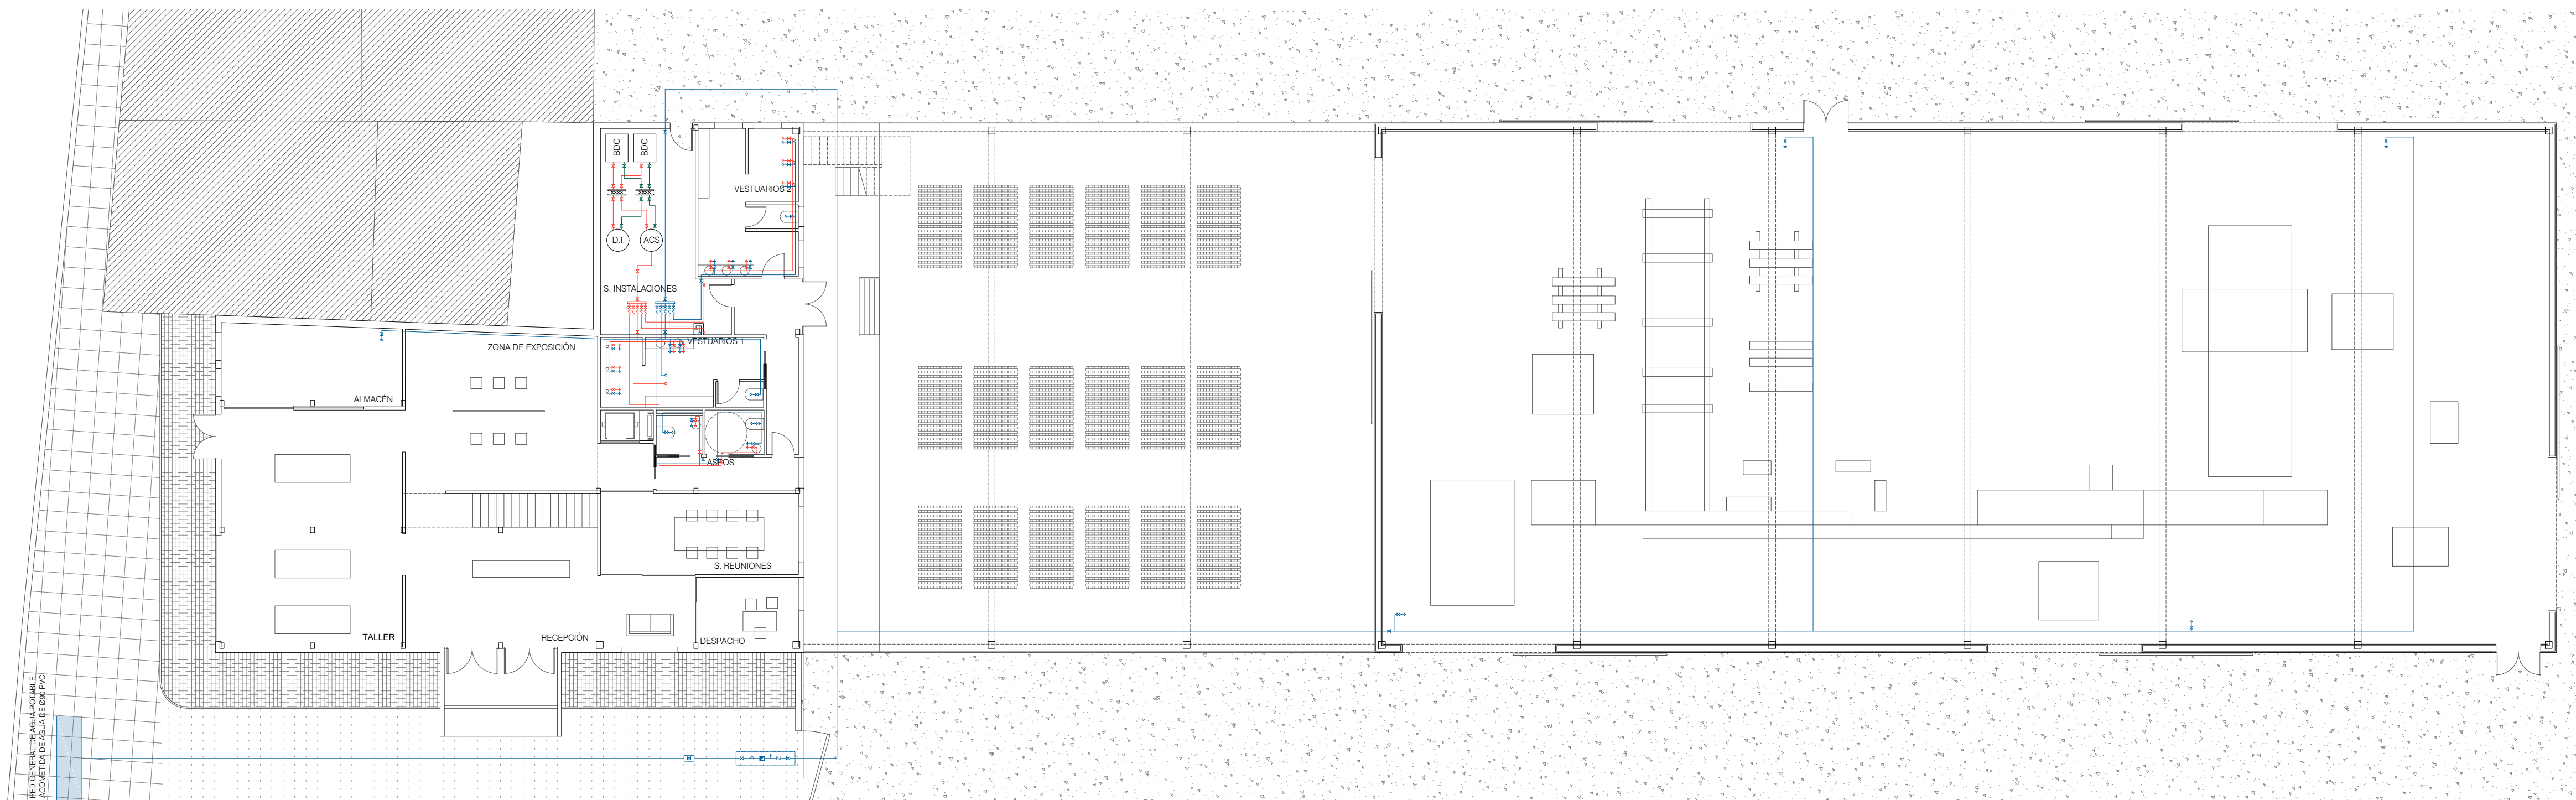 BDC
BDC
VESTUARIOS 2
D.I.
ACS
S. INSTALACIONES
VESTUARIOS 1
ZONA DE EXPOSICIÓN
ALMACÉN
ASEOS
S. REUNIONES
TALLER
RECEPCIÓN
DESPACHO
RED GENERAL DE AGUA POTABLE
ACOMETIDA DE AGUA DE Ø90 PVC